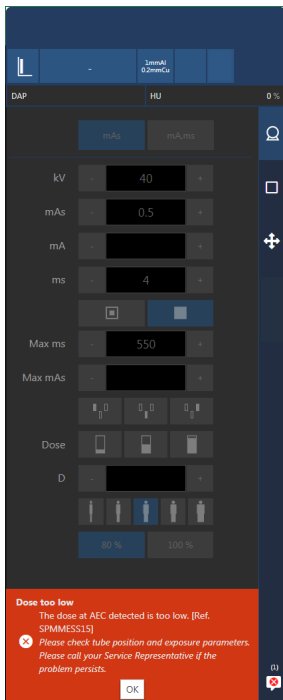 -
1mmAl
0.2mmCu
DAP HU 0 %
mAs mA.ms
kV - 40 +
mAs - 0.5 +
mA - +
ms - 4 +
Max ms - 550 +
Max mAs - +
Dose
D - +
80 % 100 %
Dose too low
The dose at AEC detected is too low. [Ref.
SPMMESS15]
Please check tube position and exposure parameters.
Please call your Service Representative if the
problem persists.
OK
(1)